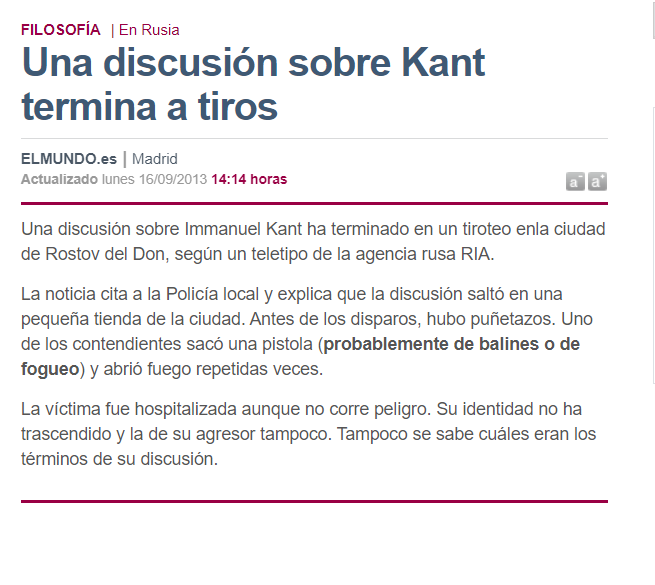 FILOSOFÍA | En Rusia
Una discusión sobre Kant
termina a tiros
ELMUNDO.es | Madrid
Actualizado lunes 16/09/2013 14:14 horas
a- a+
Una discusión sobre Immanuel Kant ha terminado en un tiroteo enla ciudad
de Rostov del Don, según un teletipo de la agencia rusa RIA.
La noticia cita a la Policía local y explica que la discusión saltó en una
pequeña tienda de la ciudad. Antes de los disparos, hubo puñetazos. Uno
de los contendientes sacó una pistola (probablemente de balines o de
fogueo) y abrió fuego repetidas veces.
La víctima fue hospitalizada aunque no corre peligro. Su identidad no ha
trascendido y la de su agresor tampoco. Tampoco se sabe cuáles eran los
términos de su discusión.